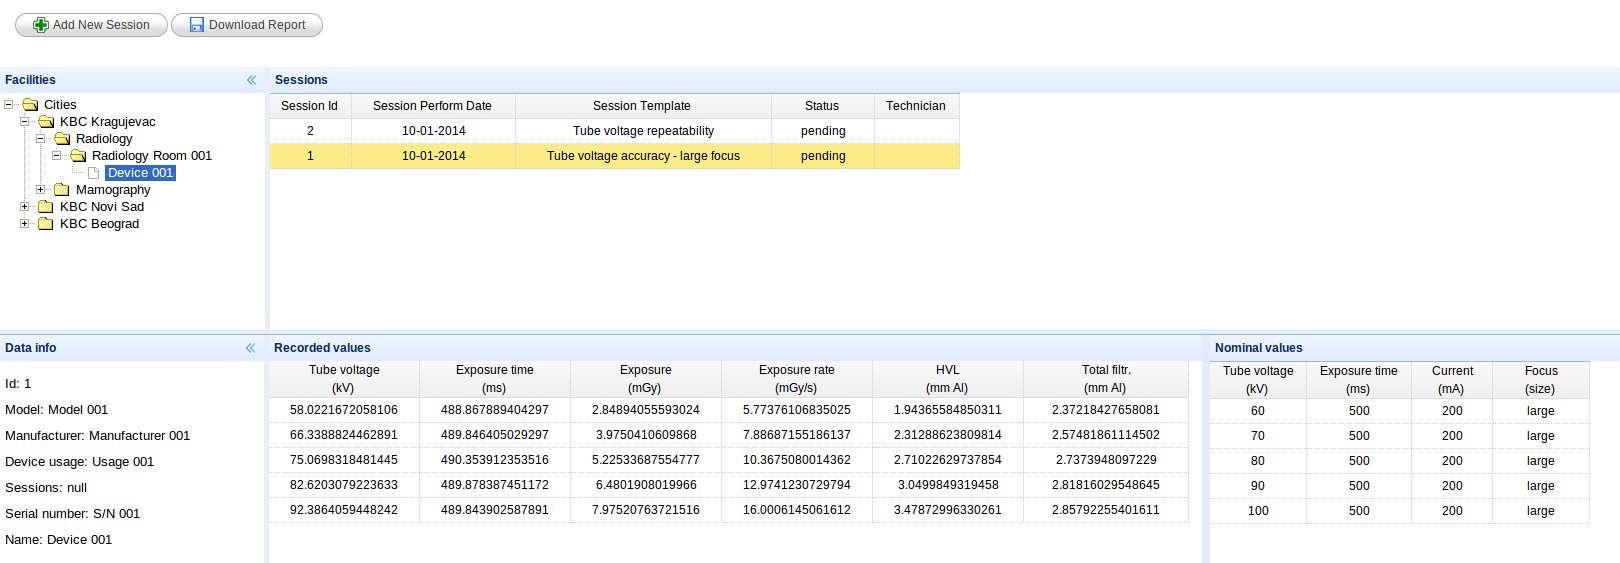 Add New Session Download Report
Facilities
Cities
KBC Kragujevac
Radiology
Radiology Room 001
Device 001
Mamography
KBC Novi Sad
KBC Beograd
Sessions
Session Id Session Perform Date Session Template Status Technician
2 10-01-2014 Tube voltage repeatability pending
1 10-01-2014 Tube voltage accuracy - large focus pending
Data info
Id: 1
Model: Model 001
Manufacturer: Manufacturer 001
Device usage: Usage 001
Sessions: null
Serial number: S/N 001
Name: Device 001
Recorded values
Tube voltage Exposure time Exposure Exposure rate HVL Total filtr.
(kV) (ms) (mGy) (mGy/s) (mm Al) (mm Al)
58.0221672058106 488.867889404297 2.84894055593024 5.77376106835025 1.94365584850311 2.37218427658081
66.3388824462891 489.846405029297 3.9750410609868 7.88687155186137 2.31288623809814 2.57481861114502
75.0698318481445 490.353912353516 5.22533687554777 10.3675080014362 2.71022629737854 2.7373948097229
82.6203079223633 489.878387451172 6.4801908019966 12.9741230729794 3.0499849319458 2.81816029548645
92.3864059448242 489.843902587891 7.97520763721516 16.0006145061612 3.47872996330261 2.85792255401611
Nominal values
Tube voltage Exposure time Current Focus
(kV) (ms) (mA) (size)
60 500 200 large
70 500 200 large
80 500 200 large
90 500 200 large
100 500 200 large